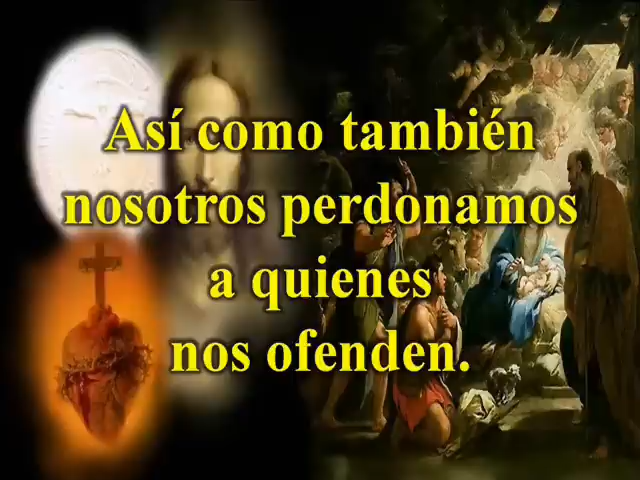 Así como también
nosotros perdonamos
a quienes
nos ofenden.